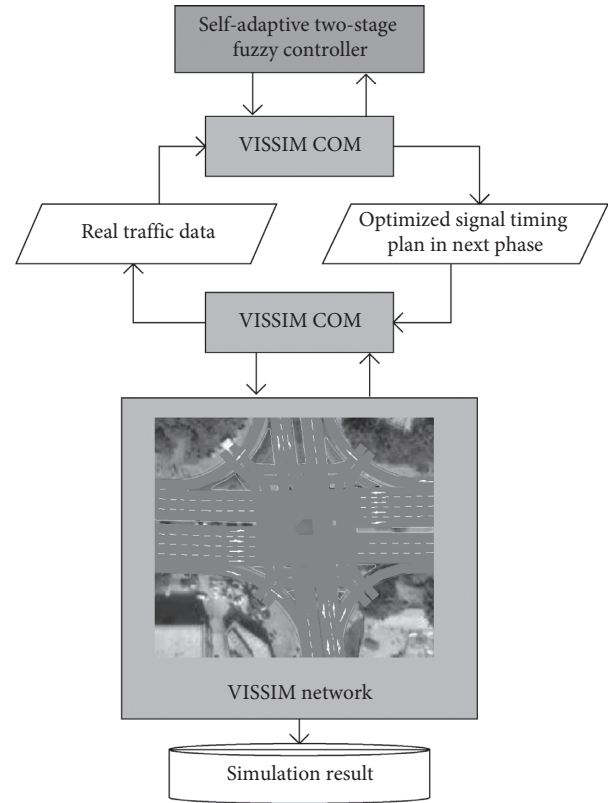 Self-adaptive two-stage
fuzzy controller
VISSIM COM
Real traffic data
Optimized signal timing
plan in next phase
VISSIM COM
VISSIM network
Simulation result